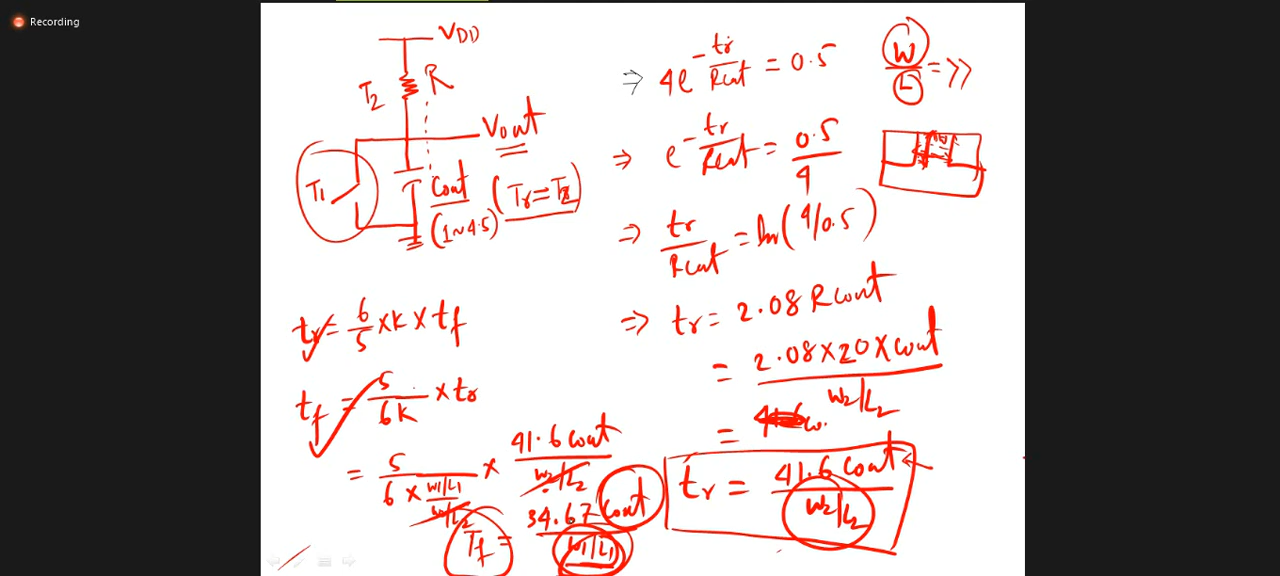 Recording
VDD
T2 R
Vout
T1
Cout (Tr=T2)
(1~4.5)
tr = 6/5 × K × tf
tf = 5/6K × tr
= 5/(6 × (W1/L1)/(W2/L2)) × 41.6 Cout/(W2/L2)
Tf = 34.67 Cout/(W1/L1)
⇒ 4e^(-tr/RCout) = 0.5
⇒ e^(-tr/RCout) = 0.5/4
⇒ tr/RCout = ln(4/0.5)
⇒ tr = 2.08 RCout
= 2.08×20×Cout/(W2/L2)
=
tr = 41.6 Cout/(W2/L2)
W/L = >>